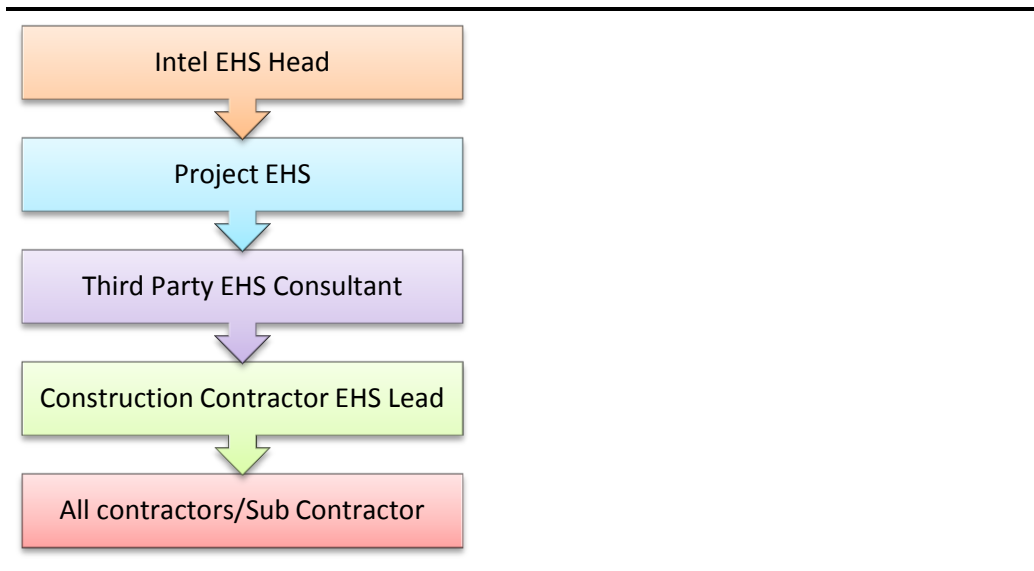 Intel EHS Head
Project EHS
Third Party EHS Consultant
Construction Contractor EHS Lead
All contractors/Sub Contractor